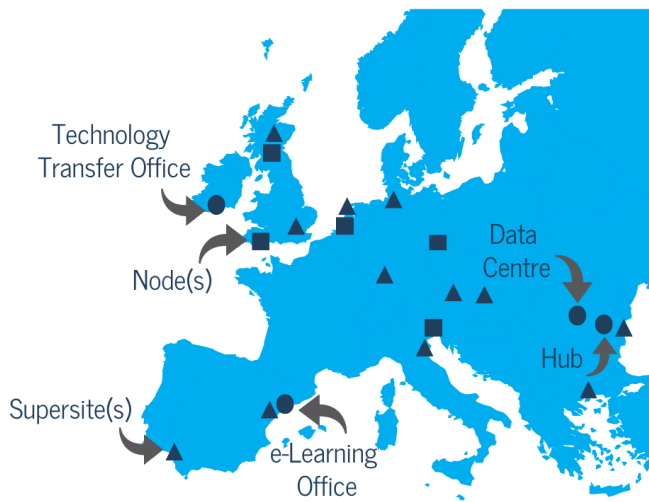 Technology
Transfer Office
Node(s)
Data
Centre
Hub
Supersite(s)
e-Learning
Office